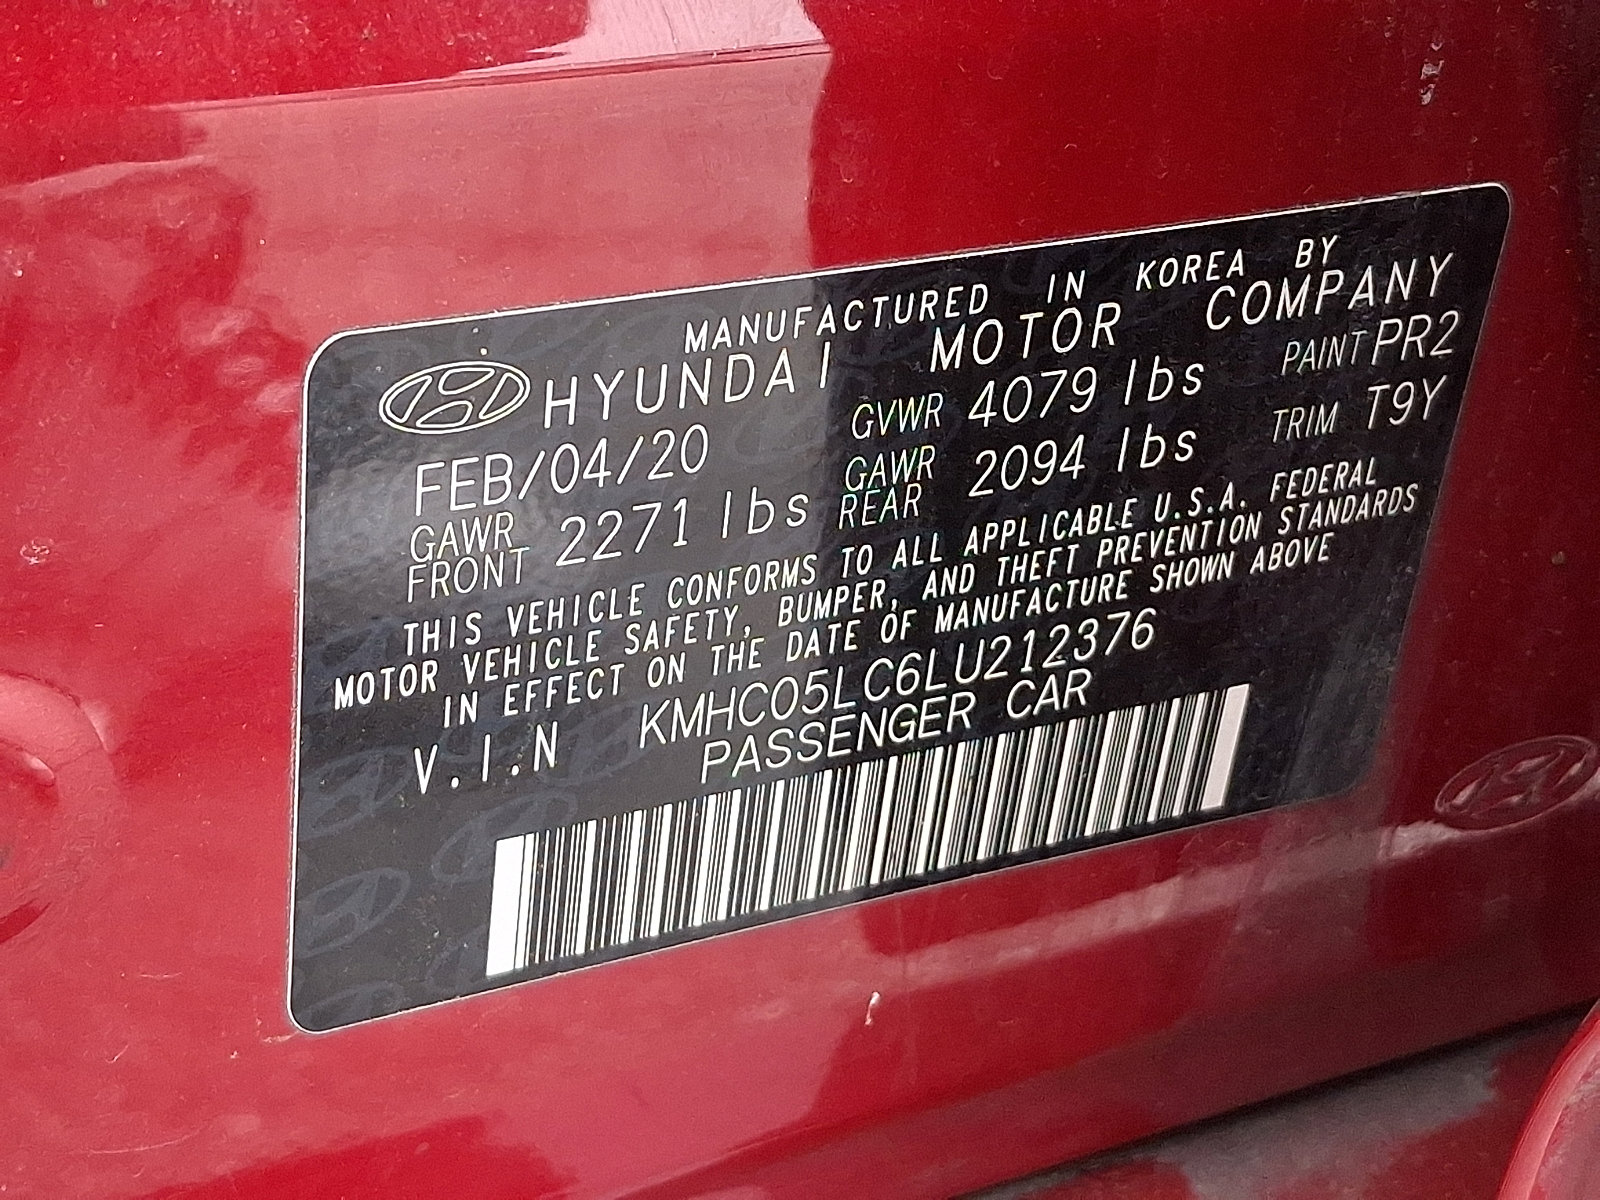 MANUFACTURED IN KOREA BY
HYUNDAI MOTOR COMPANY
FEB/04/20 GVWR 4079 lbs PAINT PR2
GAWR FRONT 2271 lbs GAWR REAR 2094 lbs TRIM T9Y
THIS VEHICLE CONFORMS TO ALL APPLICABLE U.S.A. FEDERAL
MOTOR VEHICLE SAFETY, BUMPER, AND THEFT PREVENTION STANDARDS
IN EFFECT ON THE DATE OF MANUFACTURE SHOWN ABOVE
V.I.N KMHC05LC6LU212376
PASSENGER CAR